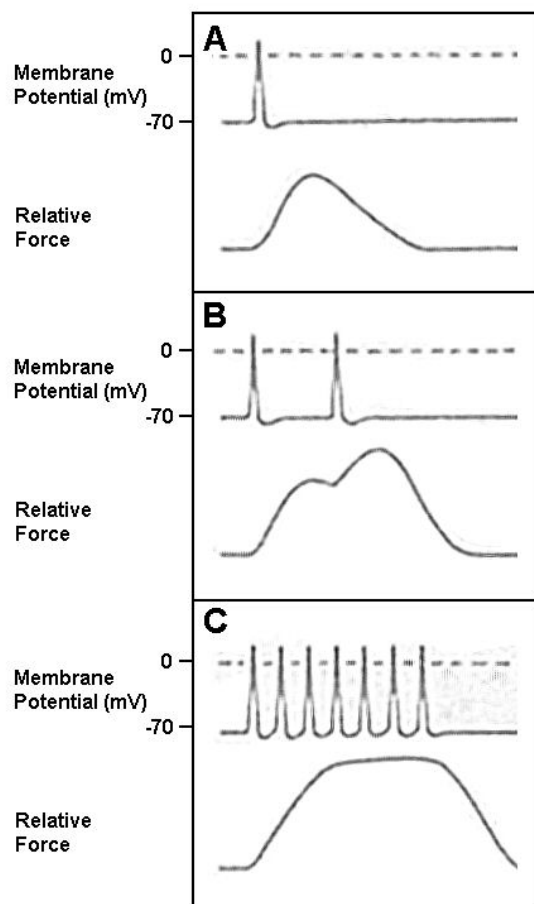 A
0
Membrane
Potential (mV)
-70
Relative
Force
B
0
Membrane
Potential (mV)
-70
Relative
Force
C
0
Membrane
Potential (mV)
-70
Relative
Force